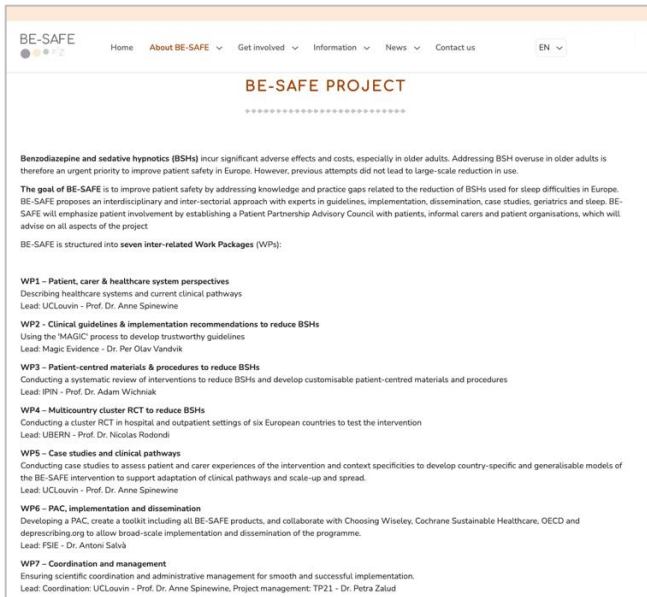 BE-SAFE
Home About BE-SAFE Get involved Information News Contact us EN
BE-SAFE PROJECT
Benzodiazepine and sedative hypnotics (BSHs) incur significant adverse effects and costs, especially in older adults. Addressing BSH overuse in older adults is
therefore an urgent priority to improve patient safety in Europe. However, previous attempts did not lead to large-scale reduction in use.
The goal of BE-SAFE is to improve patient safety by addressing knowledge and practice gaps related to the reduction of BSHs used for sleep difficulties in Europe.
BE-SAFE proposes an interdisciplinary and inter-sectorial approach with experts in guidelines, implementation, dissemination, case studies, geriatrics and sleep. BE-
SAFE will emphasize patient involvement by establishing a Patient Partnership Advisory Council with patients, informal carers and patient organisations, which will
advise on all aspects of the project
BE-SAFE is structured into seven inter-related Work Packages (WPs):
WP1 – Patient, carer & healthcare system perspectives
Describing healthcare systems and current clinical pathways
Lead: UCLouvin - Prof. Dr. Anne Spinewine
WP2 - Clinical guidelines & implementation recommendations to reduce BSHs
Using the 'MAGIC' process to develop trustworthy guidelines
Lead: Magic Evidence - Dr. Per Olav Vandvik
WP3 – Patient-centred materials & procedures to reduce BSHs
Conducting a systematic review of interventions to reduce BSHs and develop customisable patient-centred materials and procedures
Lead: IPIN - Prof. Dr. Adam Wichniak
WP4 – Multicountry cluster RCT to reduce BSHs
Conducting a cluster RCT in hospital and outpatient settings of six European countries to test the intervention
Lead: UBERN - Prof. Dr. Nicolas Rodondi
WP5 – Case studies and clinical pathways
Conducting case studies to assess patient and carer experiences of the intervention and context specificities to develop country-specific and generalisable models of
the BE-SAFE intervention to support adaptation of clinical pathways and scale-up and spread.
Lead: UCLouvin - Prof. Dr. Anne Spinewine
WP6 – PAC, implementation and dissemination
Developing a PAC, create a toolkit including all BE-SAFE products, and collaborate with Choosing Wiseley, Cochrane Sustainable Healthcare, OECD and
deprescribing.org to allow broad-scale implementation and dissemination of the programme.
Lead: FSIE - Dr. Antoni Salvà
WP7 – Coordination and management
Ensuring scientific coordination and administrative management for smooth and successful implementation.
Lead: Coordination: UCLouvin - Prof. Dr. Anne Spinewine, Project management: TP21 - Dr. Petra Zalud